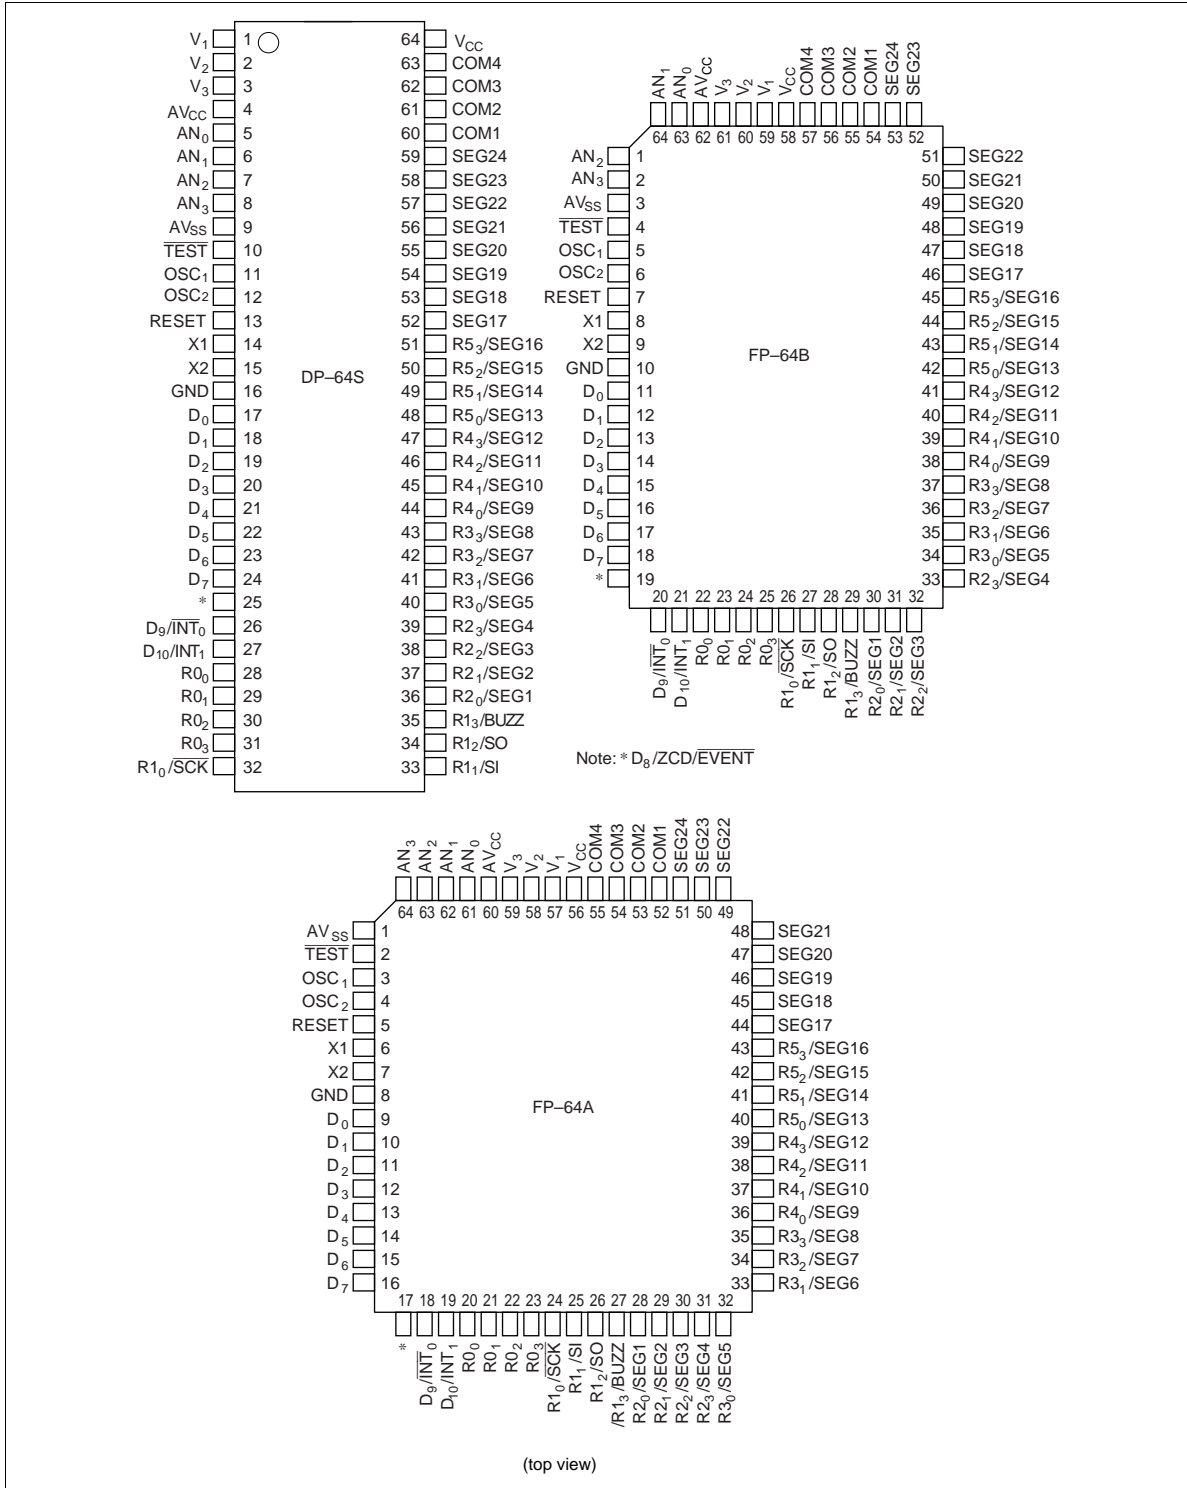 V1 1 64 VCC
V2 2 63 COM4
V3 3 62 COM3
AVCC 4 61 COM2
AN0 5 60 COM1
AN1 6 59 SEG24
AN2 7 58 SEG23
AN3 8 57 SEG22
AVSS 9 56 SEG21
TEST 10 55 SEG20
OSC1 11 54 SEG19
OSC2 12 53 SEG18
RESET 13 52 SEG17
X1 14 51 R53/SEG16
X2 15 50 R52/SEG15
GND 16 49 R51/SEG14
D0 17 48 R50/SEG13
D1 18 47 R43/SEG12
D2 19 46 R42/SEG11
D3 20 45 R41/SEG10
D4 21 44 R40/SEG9
D5 22 43 R33/SEG8
D6 23 42 R32/SEG7
D7 24 41 R31/SEG6
* 25 40 R30/SEG5
D9/INT0 26 39 R23/SEG4
D10/INT1 27 38 R22/SEG3
R00 28 37 R21/SEG2
R01 29 36 R20/SEG1
R02 30 35 R13/BUZZ
R03 31 34 R12/SO
R10/SCK 32 33 R11/SI
DP–64S
AN1 AN0 AVCC V3 V2 V1 VCC COM4 COM3 COM2 COM1 SEG24 SEG23
64 63 62 61 60 59 58 57 56 55 54 53 52
AN2 1 51 SEG22
AN3 2 50 SEG21
AVSS 3 49 SEG20
TEST 4 48 SEG19
OSC1 5 47 SEG18
OSC2 6 46 SEG17
RESET 7 45 R53/SEG16
X1 8 44 R52/SEG15
X2 9 43 R51/SEG14
GND 10 42 R50/SEG13
D0 11 41 R43/SEG12
D1 12 40 R42/SEG11
D2 13 39 R41/SEG10
D3 14 38 R40/SEG9
D4 15 37 R33/SEG8
D5 16 36 R32/SEG7
D6 17 35 R31/SEG6
D7 18 34 R30/SEG5
* 19 33 R23/SEG4
FP–64B
20 21 22 23 24 25 26 27 28 29 30 31 32
D9/INT0 D10/INT1 R00 R01 R02 R03 R10/SCK R11/SI R12/SO R13/BUZZ R20/SEG1 R21/SEG2 R22/SEG3
Note: * D8/ZCD/EVENT
AN3 AN2 AN1 AN0 AVCC V3 V2 V1 VCC COM4 COM3 COM2 COM1 SEG24 SEG23 SEG22
64 63 62 61 60 59 58 57 56 55 54 53 52 51 50 49
AVSS 1 48 SEG21
TEST 2 47 SEG20
OSC1 3 46 SEG19
OSC2 4 45 SEG18
RESET 5 44 SEG17
X1 6 43 R53/SEG16
X2 7 42 R52/SEG15
GND 8 41 R51/SEG14
D0 9 40 R50/SEG13
D1 10 39 R43/SEG12
D2 11 38 R42/SEG11
D3 12 37 R41/SEG10
D4 13 36 R40/SEG9
D5 14 35 R33/SEG8
D6 15 34 R32/SEG7
D7 16 33 R31/SEG6
FP–64A
17 18 19 20 21 22 23 24 25 26 27 28 29 30 31 32
* D9/INT0 D10/INT1 R00 R01 R02 R03 R10/SCK R11/SI R12/SO /R13/BUZZ R20/SEG1 R21/SEG2 R22/SEG3 R23/SEG4 R30/SEG5
(top view)